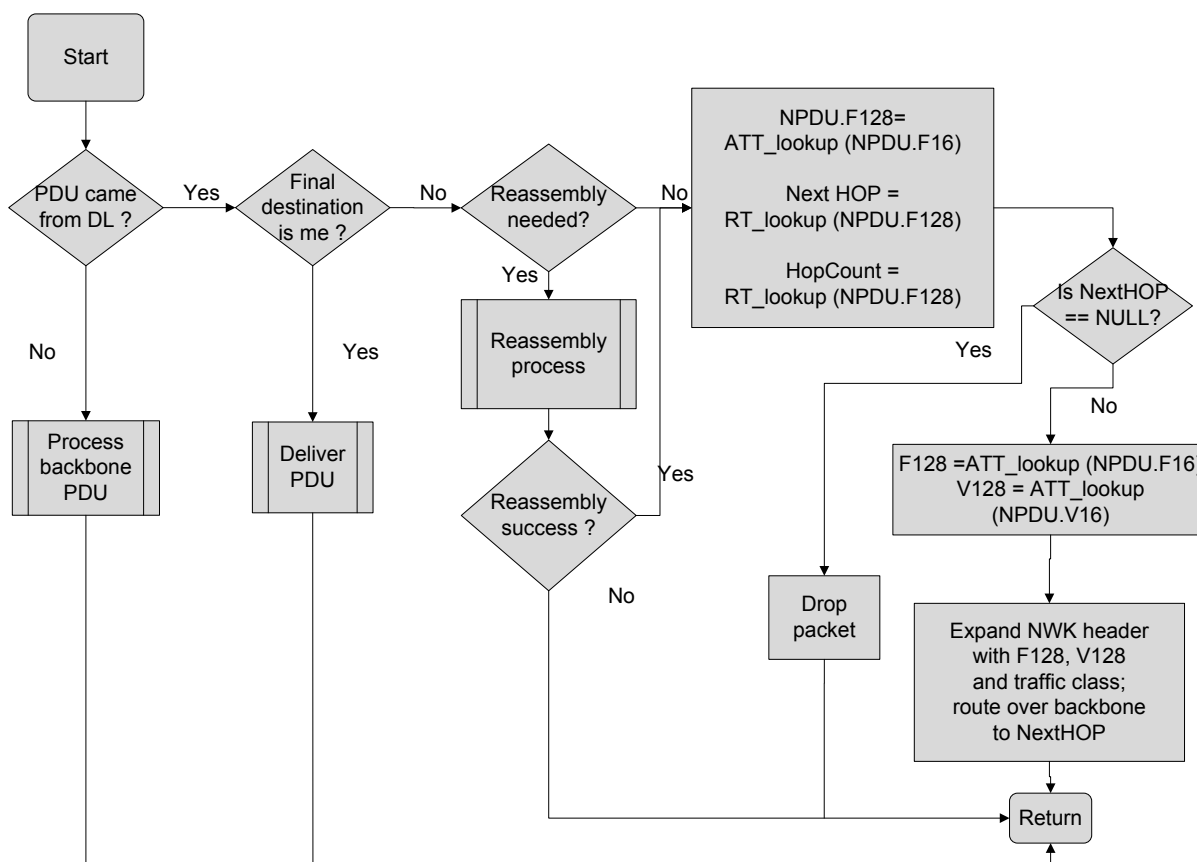 Start
PDU came
from DL ?
Yes
Final
destination
is me ?
No
Reassembly
needed?
No
NPDU.F128=
ATT_lookup (NPDU.F16)
Next HOP =
RT_lookup (NPDU.F128)
HopCount =
RT_lookup (NPDU.F128)
Is NextHOP
== NULL?
Yes
No
Yes
Reassembly
process
No
Yes
Process
backbone
PDU
Deliver
PDU
Reassembly
success ?
Yes
No
F128 =ATT_lookup (NPDU.F16)
V128 = ATT_lookup
(NPDU.V16)
Drop
packet
Expand NWK header
with F128, V128
and traffic class;
route over backbone
to NextHOP
Return